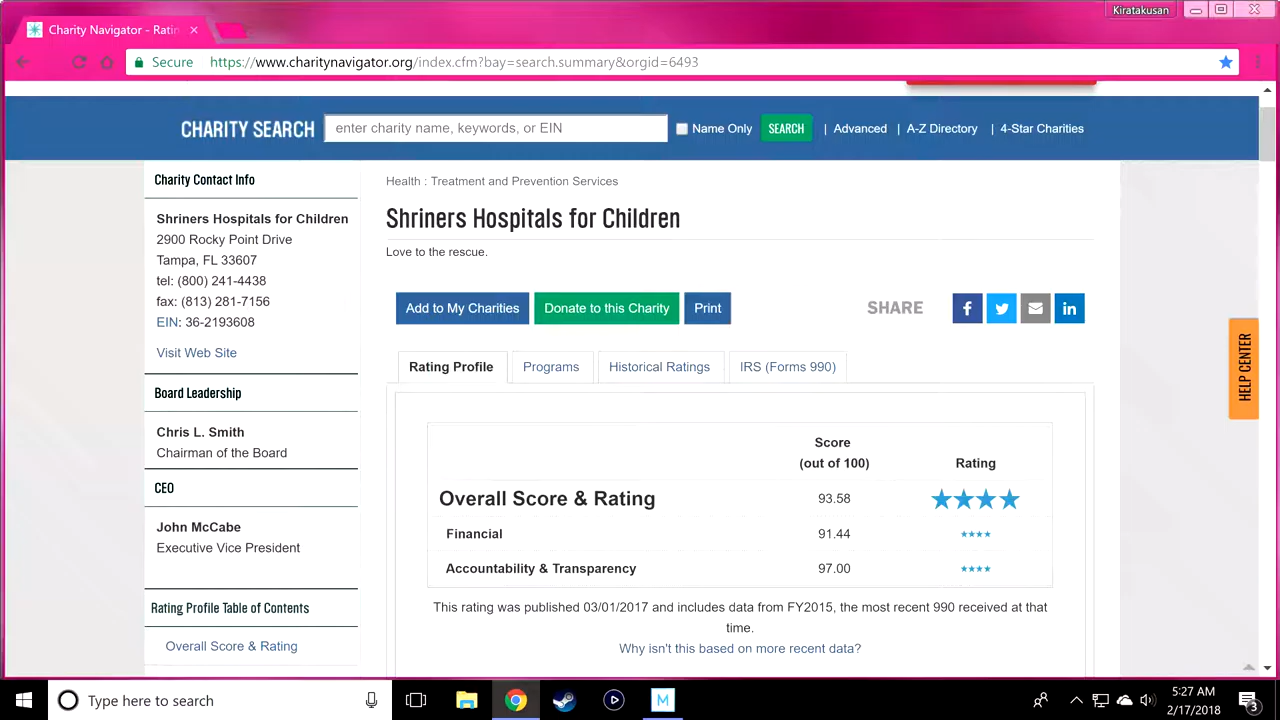 Kiratakusan
Charity Navigator - Ratin
Secure https://www.charitynavigator.org/index.cfm?bay=search.summary&orgid=6493
CHARITY SEARCH enter charity name, keywords, or EIN Name Only SEARCH | Advanced | A-Z Directory | 4-Star Charities
Charity Contact Info
Shriners Hospitals for Children
2900 Rocky Point Drive
Tampa, FL 33607
tel: (800) 241-4438
fax: (813) 281-7156
EIN: 36-2193608
Visit Web Site
Board Leadership
Chris L. Smith
Chairman of the Board
CEO
John McCabe
Executive Vice President
Rating Profile Table of Contents
Overall Score & Rating
Health : Treatment and Prevention Services
Shriners Hospitals for Children
Love to the rescue.
Add to My Charities Donate to this Charity Print SHARE
Rating Profile Programs Historical Ratings IRS (Forms 990)
Score
(out of 100) Rating
Overall Score & Rating 93.58
Financial 91.44
Accountability & Transparency 97.00
This rating was published 03/01/2017 and includes data from FY2015, the most recent 990 received at that
time.
Why isn't this based on more recent data?
HELP CENTER
Type here to search
M
5:27 AM
2/17/2018
3